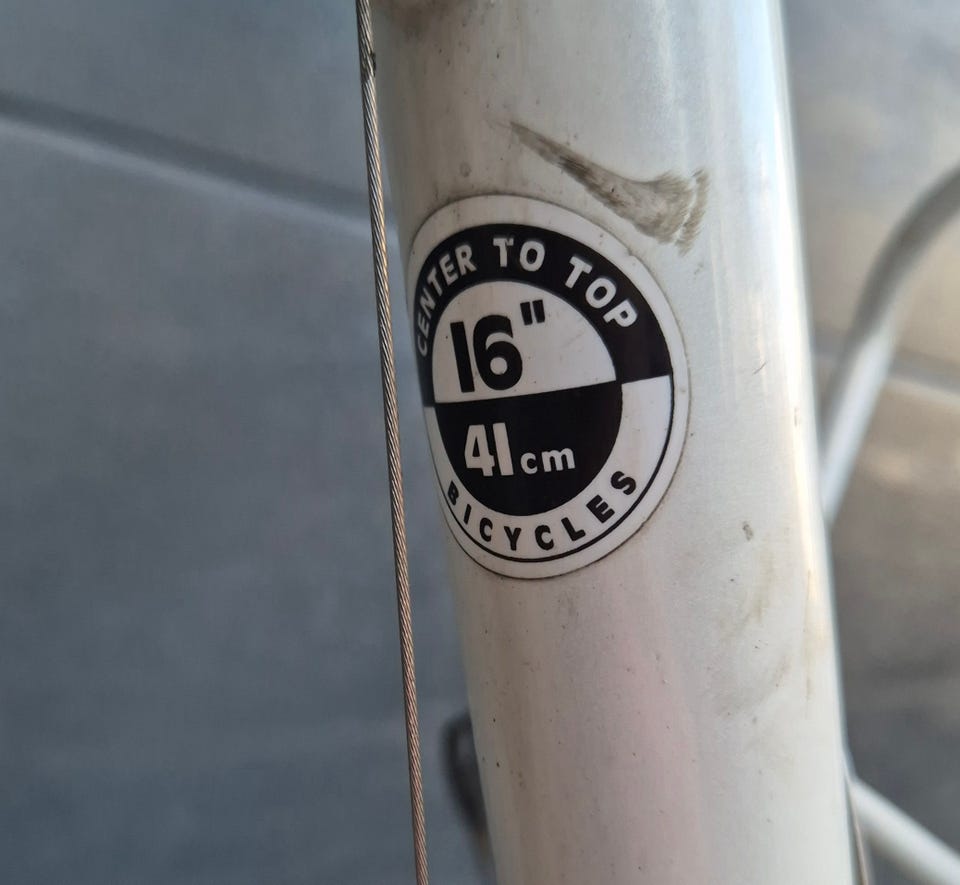 CENTER TO TOP
16"
41cm
BICYCLES